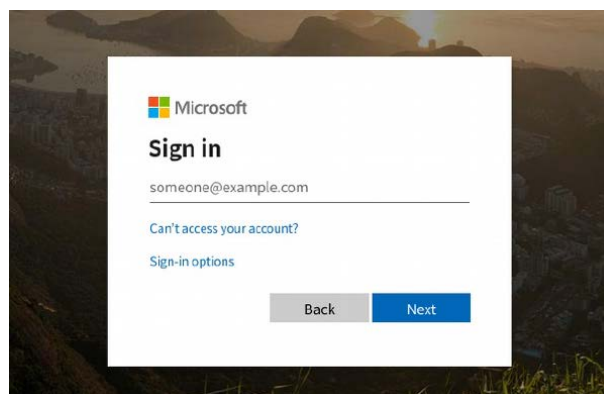 Microsoft
Sign in
someone@example.com
Can't access your account?
Sign-in options
Back Next